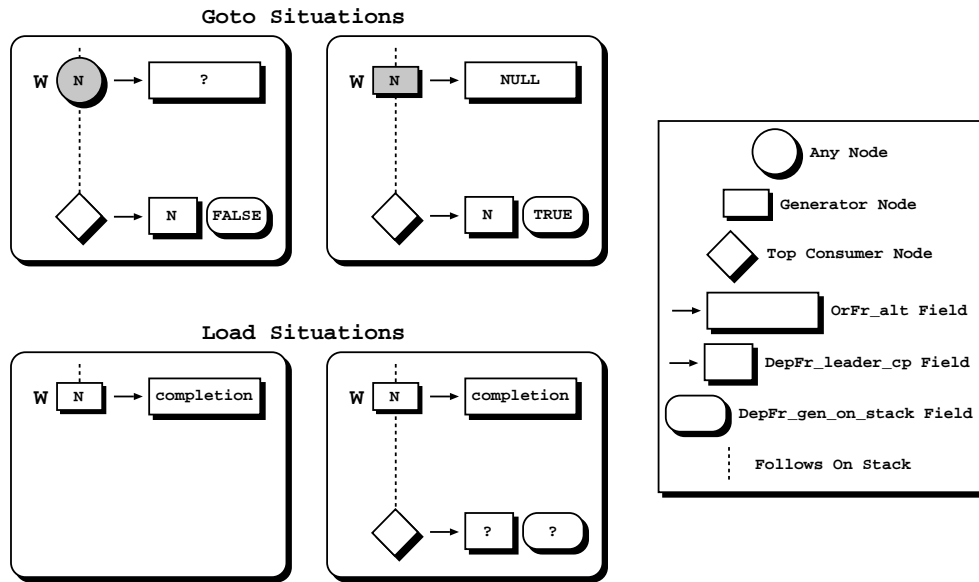 Goto Situations
W N ?
N FALSE
W N NULL
N TRUE
Load Situations
W N completion
W N completion
? ?
Any Node
Generator Node
Top Consumer Node
OrFr_alt Field
DepFr_leader_cp Field
DepFr_gen_on_stack Field
Follows On Stack